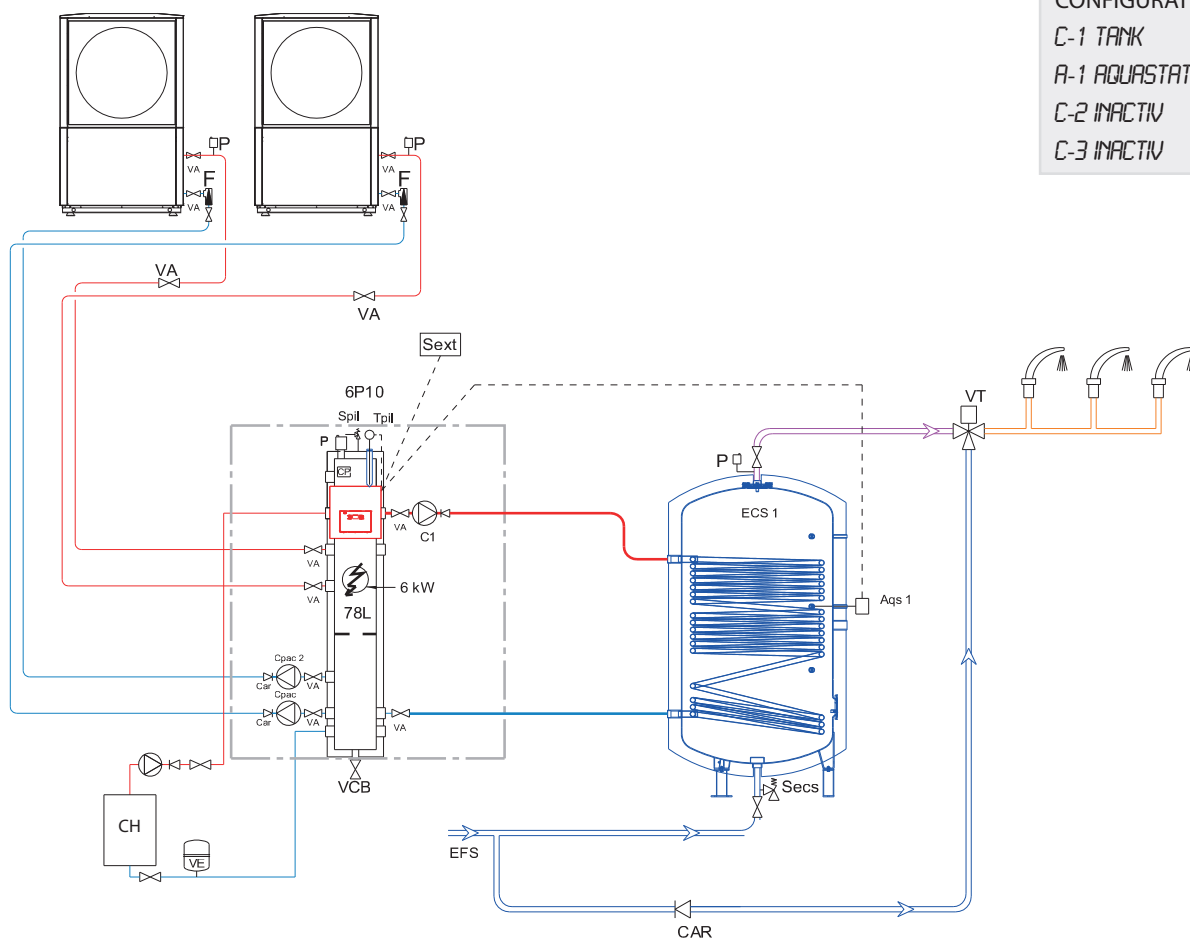 CONFIGURAT
C-1 TANK
A-1 AQUASTAT
C-2 INACTIV
C-3 INACTIV
P
P
VA
VA
F
F
VA
VA
VA
VA
Sext
6P10
Spil
Tpil
P
CP
VT
P
ECS 1
VA
C1
VA
VA
6 kW
78L
Aqs 1
Cpac 2
Car
VA
Cpac
Car
VA
VA
VCB
Secs
CH
VE
EFS
CAR